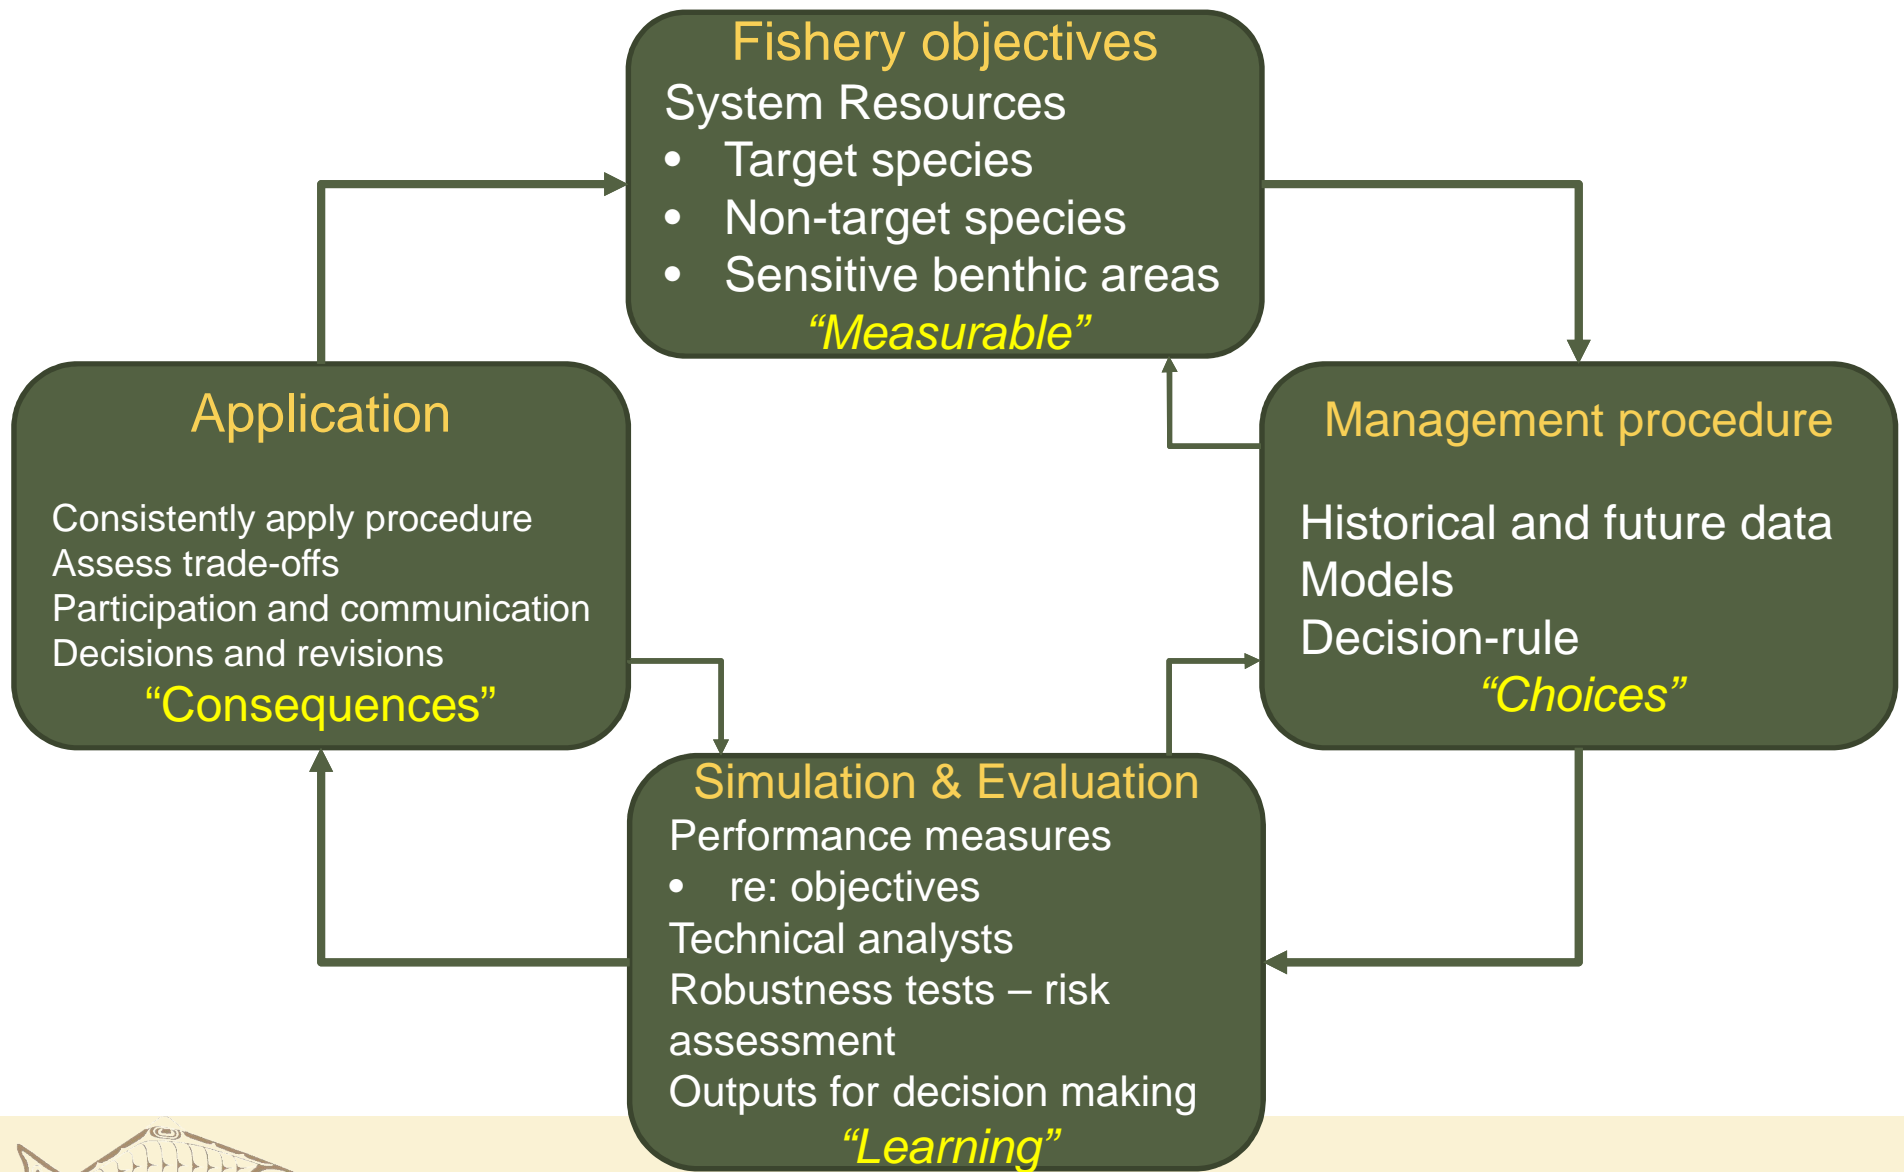 Fishery objectives
System Resources
• Target species
• Non-target species
• Sensitive benthic areas
“Measurable”
Application
Consistently apply procedure
Assess trade-offs
Participation and communication
Decisions and revisions
“Consequences”
Management procedure
Historical and future data
Models
Decision-rule
“Choices”
Simulation & Evaluation
Performance measures
• re: objectives
Technical analysts
Robustness tests – risk
assessment
Outputs for decision making
“Learning”